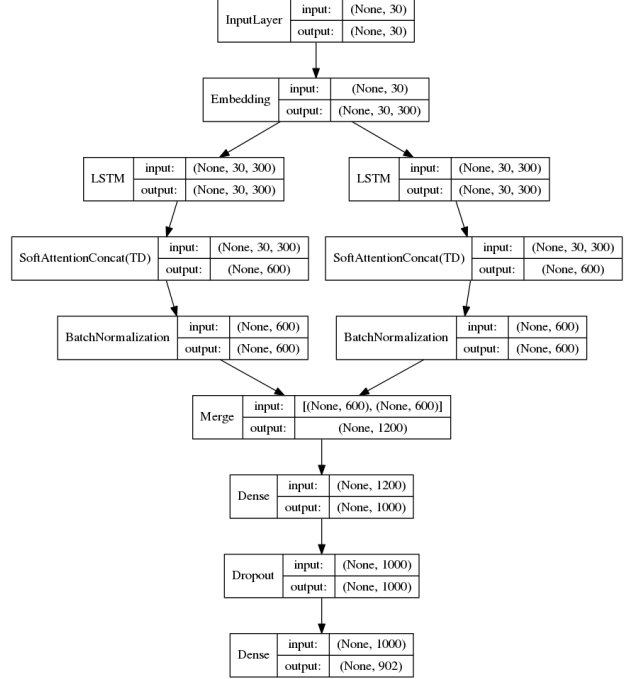 InputLayer input: (None, 30)
output: (None, 30)
Embedding input: (None, 30)
output: (None, 30, 300)
LSTM input: (None, 30, 300)
output: (None, 30, 300)
LSTM input: (None, 30, 300)
output: (None, 30, 300)
SoftAttentionConcat(TD) input: (None, 30, 300)
output: (None, 600)
SoftAttentionConcat(TD) input: (None, 30, 300)
output: (None, 600)
BatchNormalization input: (None, 600)
output: (None, 600)
BatchNormalization input: (None, 600)
output: (None, 600)
Merge input: [(None, 600), (None, 600)]
output: (None, 1200)
Dense input: (None, 1200)
output: (None, 1000)
Dropout input: (None, 1000)
output: (None, 1000)
Dense input: (None, 1000)
output: (None, 902)